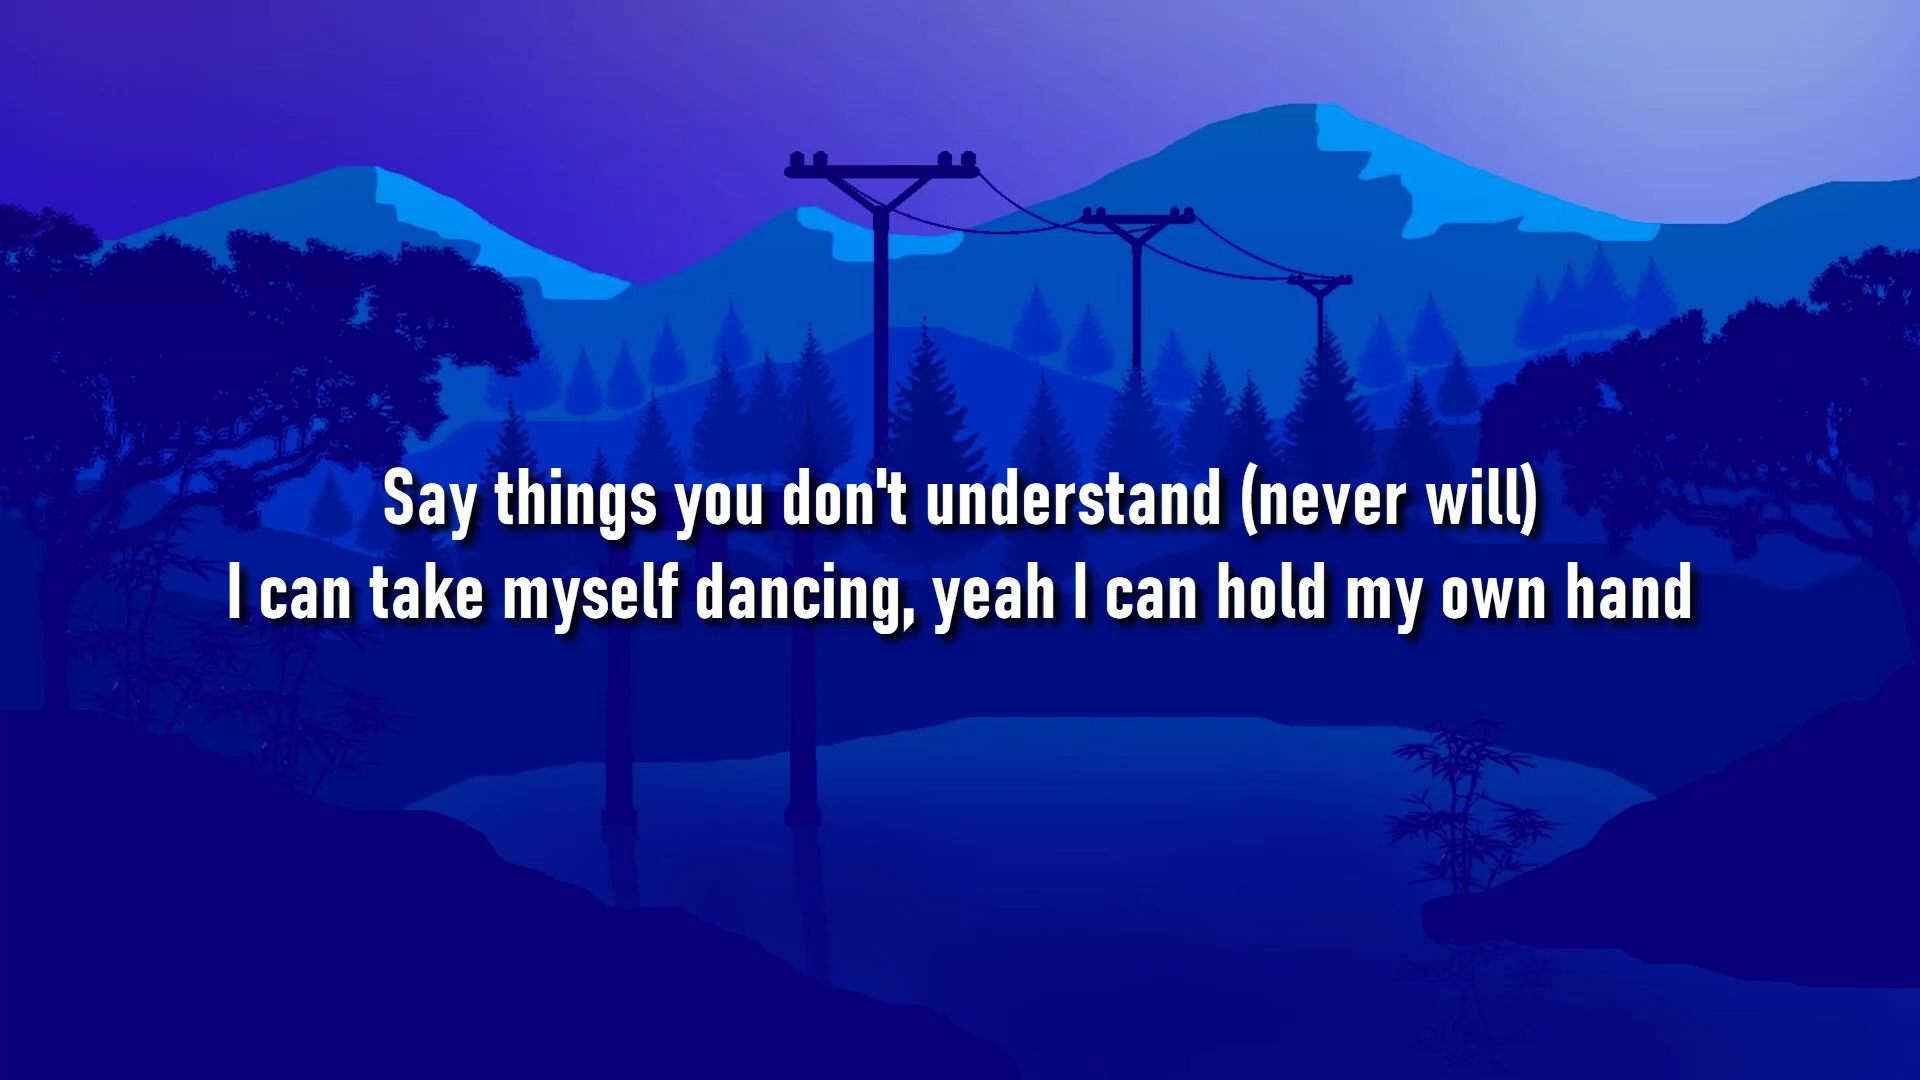 Say things you don't understand (never will)
I can take myself dancing, yeah I can hold my own hand